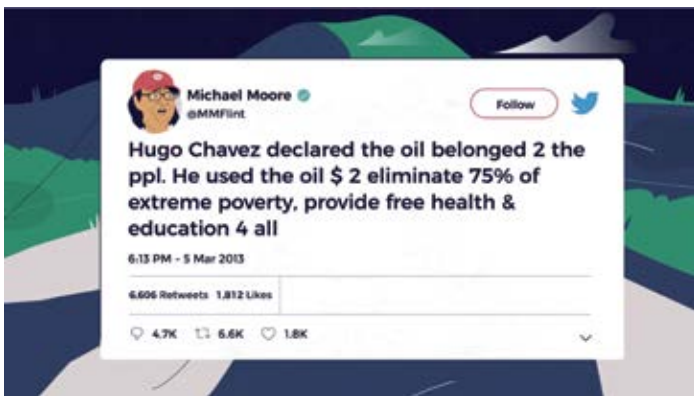 Michael Moore
@MMFlint
Follow
Hugo Chavez declared the oil belonged 2 the
ppl. He used the oil $ 2 eliminate 75% of
extreme poverty, provide free health &
education 4 all
6:13 PM - 5 Mar 2013
6,606 Retweets 1,812 Likes
4.7K 6.6K 1.8K